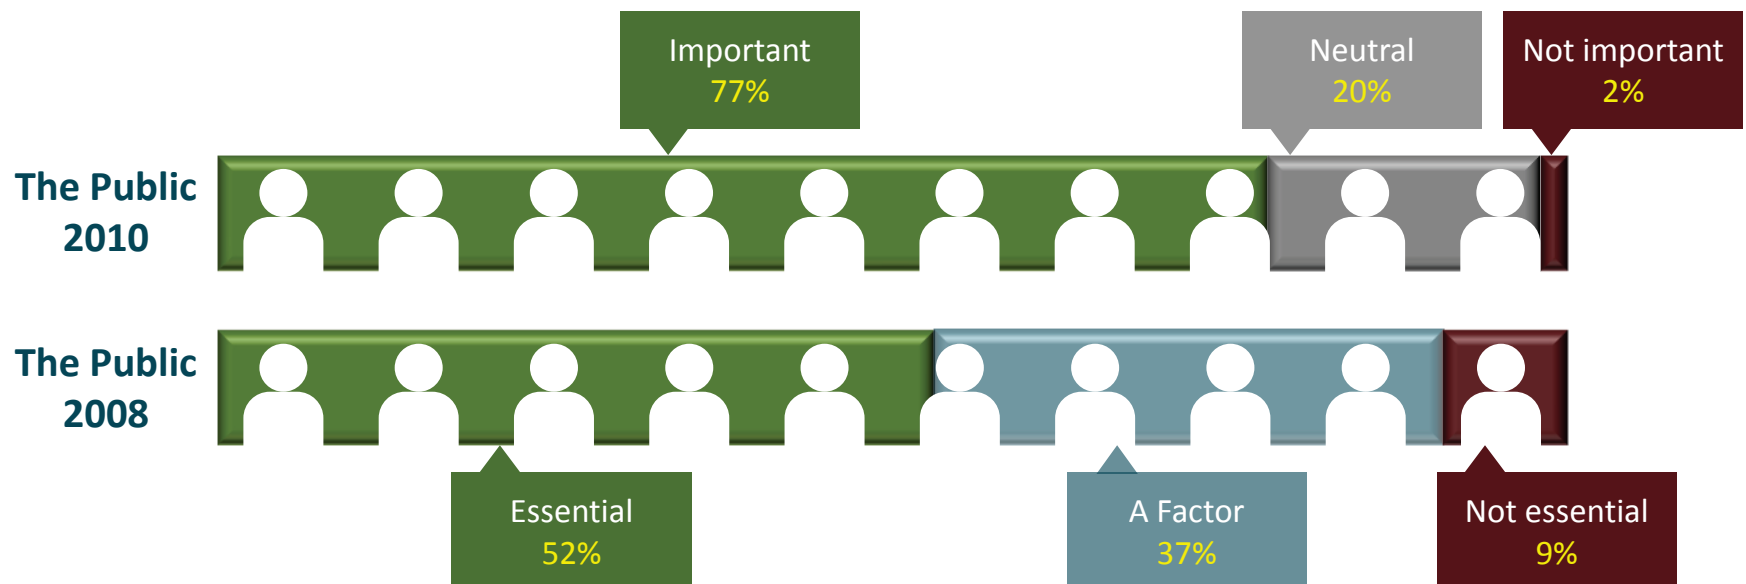 Important
77%
Neutral
20%
Not important
2%
The Public
2010
The Public
2008
Essential
52%
A Factor
37%
Not essential
9%